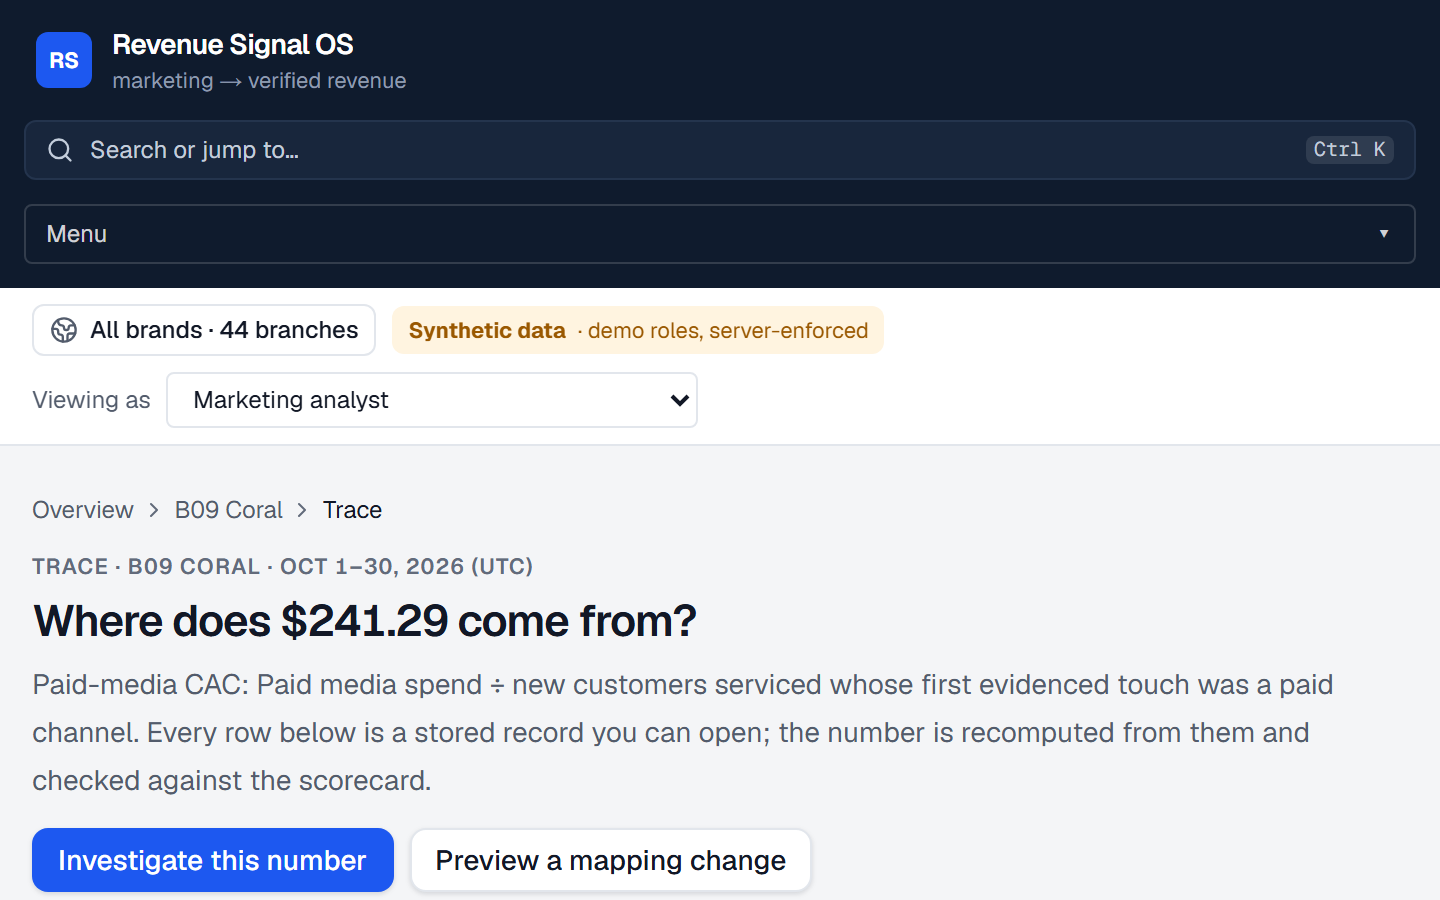 RS
Revenue Signal OS
marketing → verified revenue
Search or jump to...
Ctrl K
Menu
All brands · 44 branches
Synthetic data · demo roles, server-enforced
Viewing as
Marketing analyst
Overview > B09 Coral > Trace
TRACE · B09 CORAL · OCT 1–30, 2026 (UTC)
Where does $241.29 come from?
Paid-media CAC: Paid media spend ÷ new customers serviced whose first evidenced touch was a paid
channel. Every row below is a stored record you can open; the number is recomputed from them and
checked against the scorecard.
Investigate this number
Preview a mapping change